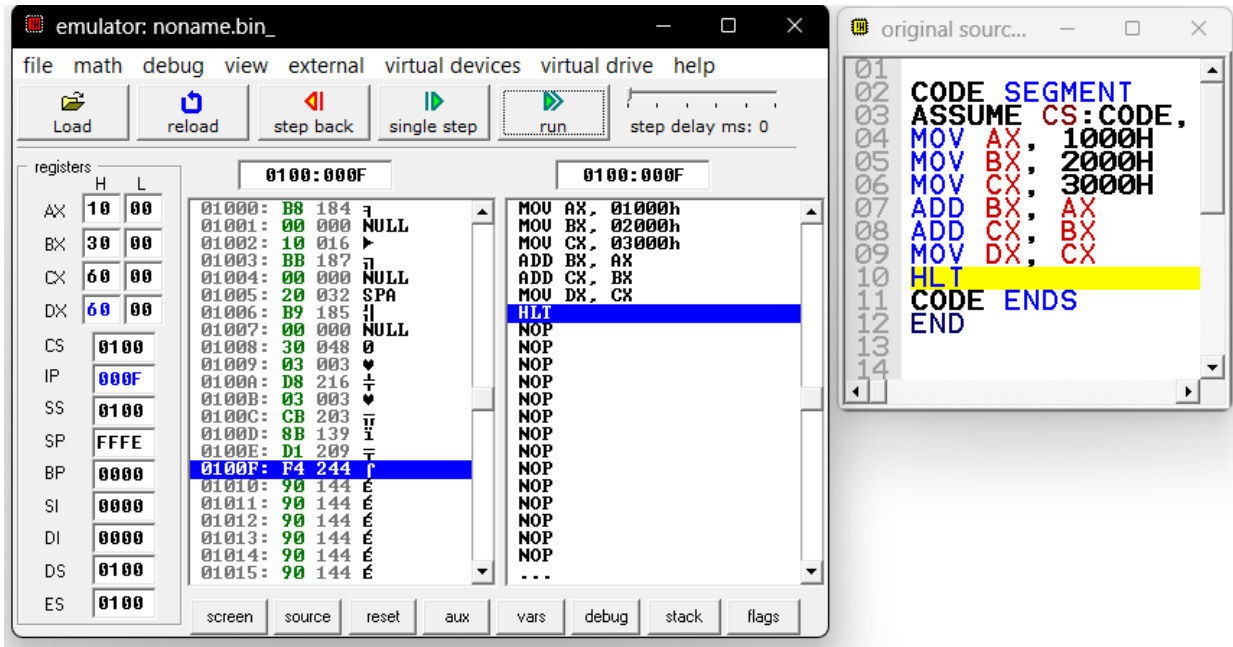 emulator: noname.bin_
file math debug view external virtual devices virtual drive help
Load reload step back single step run step delay ms: 0
registers
H L
AX 10 00
BX 30 00
CX 60 00
DX 60 00
CS 0100
IP 000F
SS 0100
SP FFFE
BP 0000
SI 0000
DI 0000
DS 0100
ES 0100
0100:000F
01000: B8 184 ╕
01001: 00 000 NULL
01002: 10 016 ►
01003: BB 187 ╗
01004: 00 000 NULL
01005: 20 032 SPA
01006: B9 185 ╣
01007: 00 000 NULL
01008: 30 048 0
01009: 03 003 ♥
0100A: D8 216 ╪
0100B: 03 003 ♥
0100C: CB 203 ╦
0100D: 8B 139 ï
0100E: D1 209 ╤
0100F: F4 244 ⌠
01010: 90 144 É
01011: 90 144 É
01012: 90 144 É
01013: 90 144 É
01014: 90 144 É
01015: 90 144 É
0100:000F
MOV AX, 01000h
MOV BX, 02000h
MOV CX, 03000h
ADD BX, AX
ADD CX, BX
MOV DX, CX
HLT
NOP
NOP
NOP
NOP
NOP
NOP
NOP
NOP
NOP
NOP
NOP
NOP
NOP
NOP
...
screen source reset aux vars debug stack flags
original sourc...
01
02 CODE SEGMENT
03 ASSUME CS:CODE,
04 MOV AX, 1000H
05 MOV BX, 2000H
06 MOV CX, 3000H
07 ADD BX, AX
08 ADD CX, BX
09 MOV DX, CX
10 HLT
11 CODE ENDS
12 END
13
14